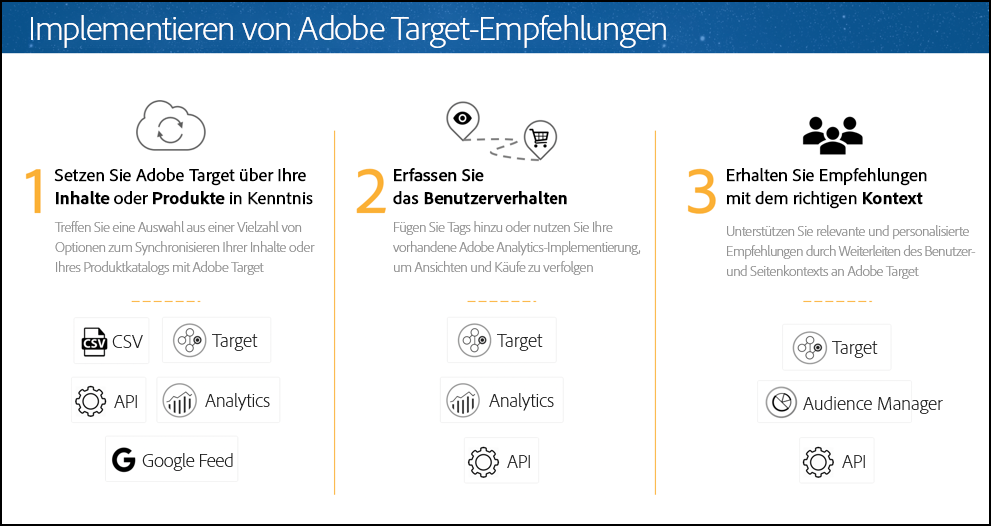 Implementieren von Adobe Target-Empfehlungen
1
Setzen Sie Adobe Target über Ihre
Inhalte oder Produkte in Kenntnis
Treffen Sie eine Auswahl aus einer Vielzahl von
Optionen zum Synchronisieren Ihrer Inhalte oder
Ihres Produktkatalogs mit Adobe Target
CSV
CSV
Target
API
Analytics
G
Google Feed
2
Erfassen Sie
das Benutzerverhalten
Fügen Sie Tags hinzu oder nutzen Sie Ihre
vorhandene Adobe Analytics-Implementierung,
um Ansichten und Käufe zu verfolgen
Target
Analytics
API
3
Erhalten Sie Empfehlungen
mit dem richtigen Kontext
Unterstützen Sie relevante und personalisierte
Empfehlungen durch Weiterleiten des Benutzer-
und Seitenkontexts an Adobe Target
Target
Audience Manager
API